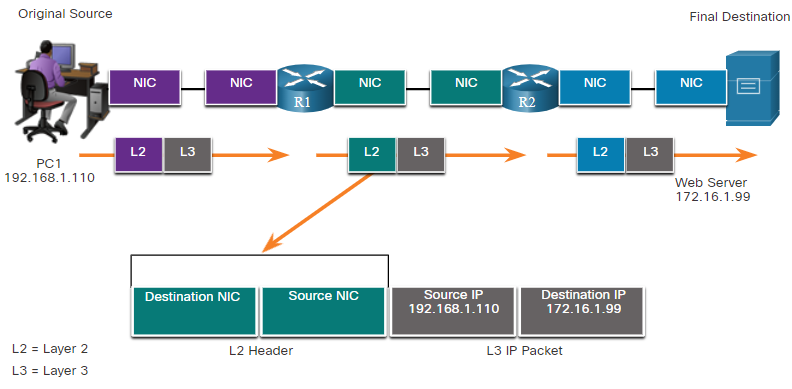 Original Source
Final Destination
NIC NIC NIC NIC NIC NIC
R1 R2
L2 L3 L2 L3 L2 L3
PC1
192.168.1.110
Web Server
172.16.1.99
Destination NIC Source NIC Source IP Destination IP
192.168.1.110 172.16.1.99
L2 = Layer 2 L2 Header L3 IP Packet
L3 = Layer 3